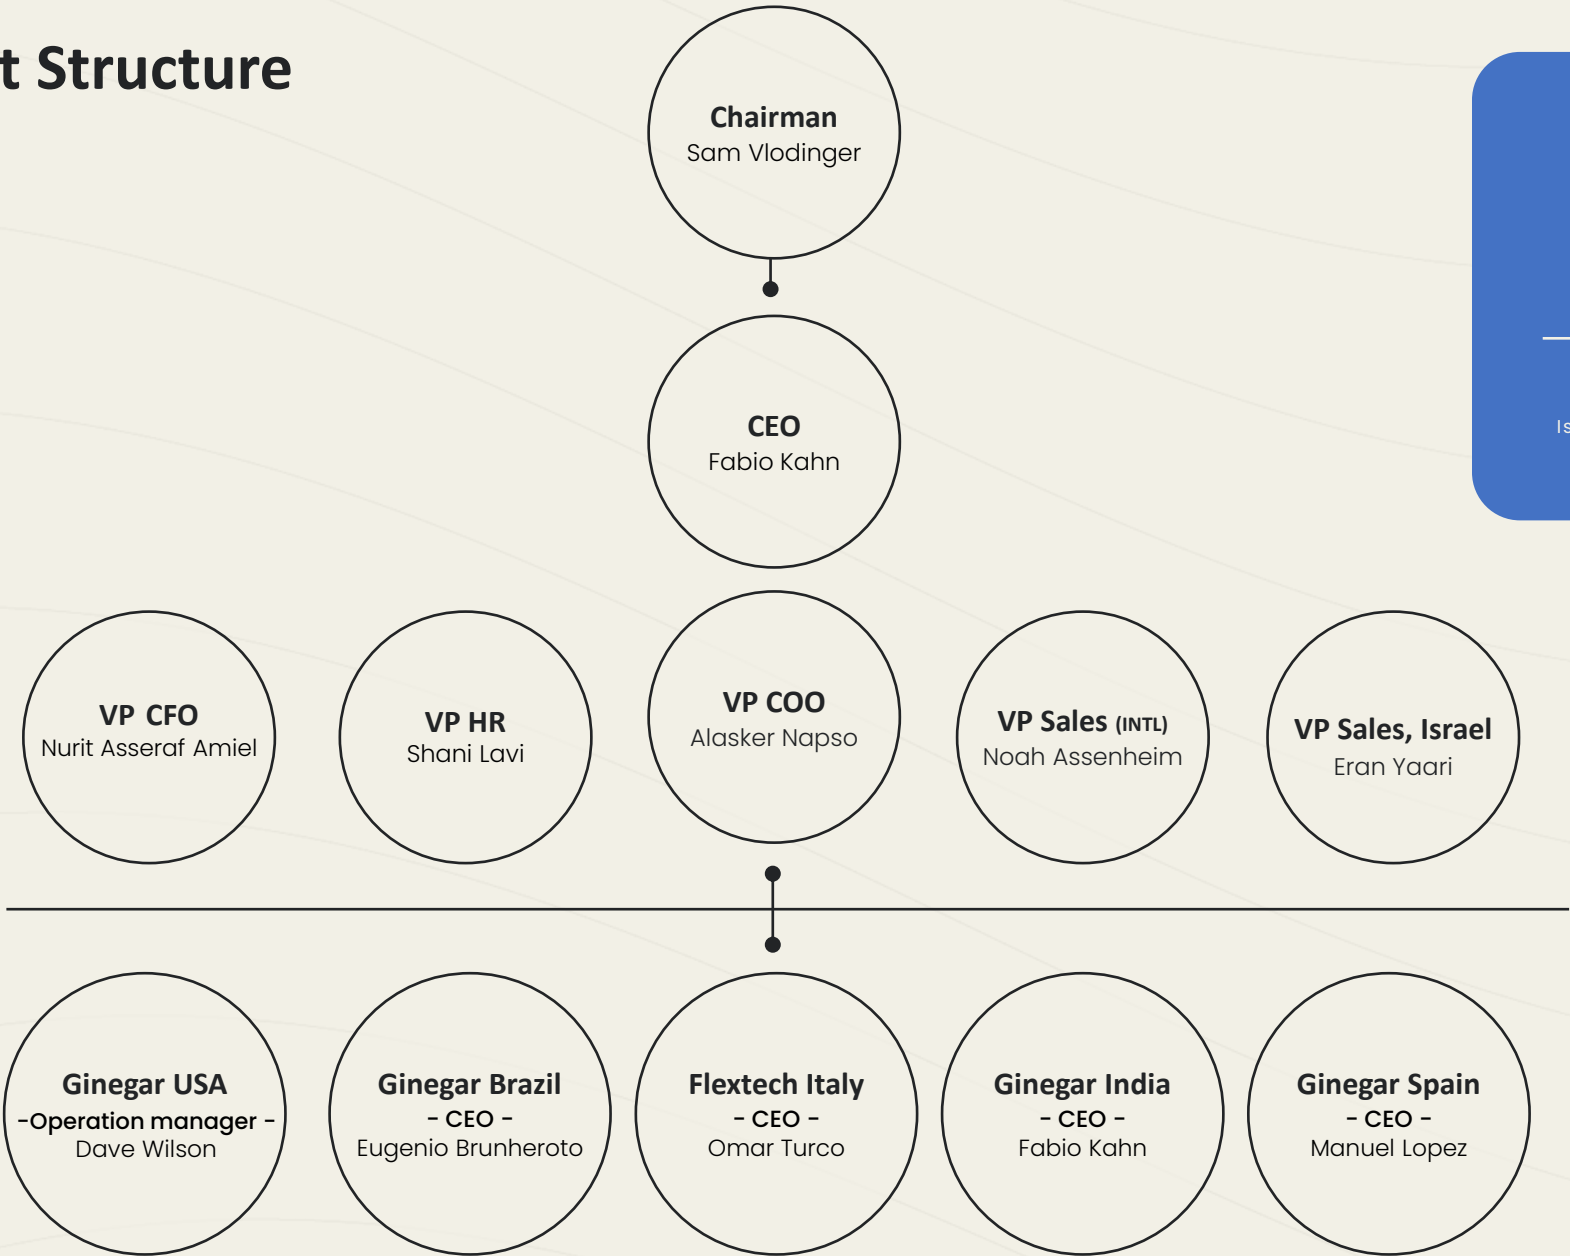 t Structure
Chairman
Sam Vlodinger
CEO
Fabio Kahn
VP CFO
Nurit Asseraf Amiel
VP HR
Shani Lavi
VP COO
Alasker Napso
VP Sales (INTL)
Noah Assenheim
VP Sales, Israel
Eran Yaari
Ginegar USA
-Operation manager -
Dave Wilson
Ginegar Brazil
- CEO -
Eugenio Brunheroto
Flextech Italy
- CEO -
Omar Turco
Ginegar India
- CEO -
Fabio Kahn
Ginegar Spain
- CEO -
Manuel Lopez
Is